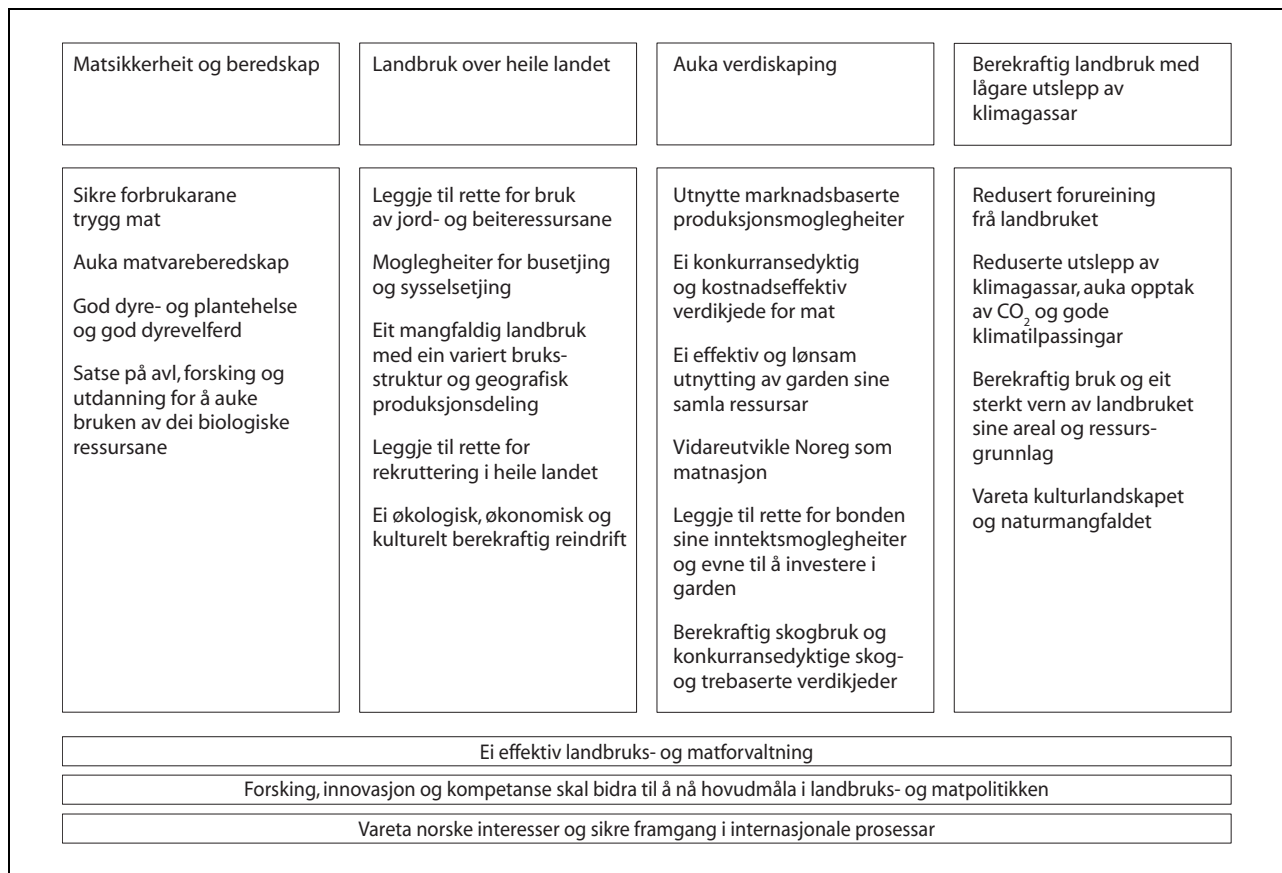 Matsikkerheit og beredskap
Landbruk over heile landet
Auka verdiskaping
Berekraftig landbruk med
lågare utslepp av
klimagassar
Sikre forbrukarane
trygg mat
Auka matvareberedskap
God dyre- og plantehelse
og god dyrevelferd
Satse på avl, forsking og
utdanning for å auke
bruken av dei biologiske
ressursane
Leggje til rette for bruk
av jord- og beiteressursane
Moglegheiter for busetjing
og sysselsetjing
Eit mangfaldig landbruk
med ein variert bruks-
struktur og geografisk
produksjonsdeling
Leggje til rette for
rekruttering i heile landet
Ei økologisk, økonomisk og
kulturelt berekraftig reindrift
Utnytte marknadsbaserte
produksjonsmoglegheiter
Ei konkurransedyktig
og kostnadseffektiv
verdikjede for mat
Ei effektiv og lønsam
utnytting av garden sine
samla ressursar
Vidareutvikle Noreg som
matnasjon
Leggje til rette for bonden
sine inntektsmoglegheiter
og evne til å investere i
garden
Berekraftig skogbruk og
konkurransedyktige skog-
og trebaserte verdikjeder
Redusert forureining
frå landbruket
Reduserte utslepp av
klimagassar, auka opptak
av CO₂ og gode
klimatilpassingar
Berekraftig bruk og eit
sterkt vern av landbruket
sine areal og ressurs-
grunnlag
Vareta kulturlandskapet
og naturmangfaldet
Ei effektiv landbruks- og matforvaltning
Forsking, innovasjon og kompetanse skal bidra til å nå hovudmåla i landbruks- og matpolitikken
Vareta norske interesser og sikre framgang i internasjonale prosessar